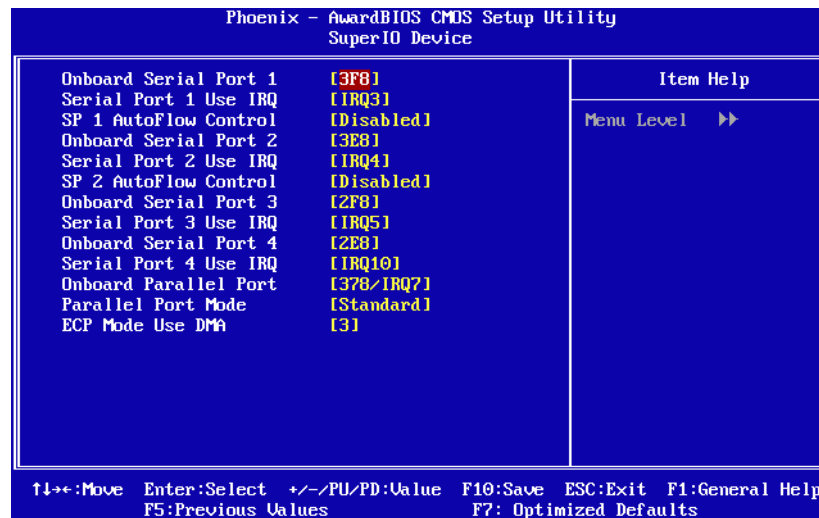 Phoenix - AwardBIOS CMOS Setup Utility
SuperIO Device
Onboard Serial Port 1 [3F8]
Serial Port 1 Use IRQ [IRQ3]
SP 1 AutoFlow Control [Disabled]
Onboard Serial Port 2 [3E8]
Serial Port 2 Use IRQ [IRQ4]
SP 2 AutoFlow Control [Disabled]
Onboard Serial Port 3 [2F8]
Serial Port 3 Use IRQ [IRQ5]
Onboard Serial Port 4 [2E8]
Serial Port 4 Use IRQ [IRQ10]
Onboard Parallel Port [378/IRQ7]
Parallel Port Mode [Standard]
ECP Mode Use DMA [3]
Item Help
Menu Level ▶▶
↑↓→←:Move Enter:Select +/-/PU/PD:Value F10:Save ESC:Exit F1:General Help
F5:Previous Values F7: Optimized Defaults